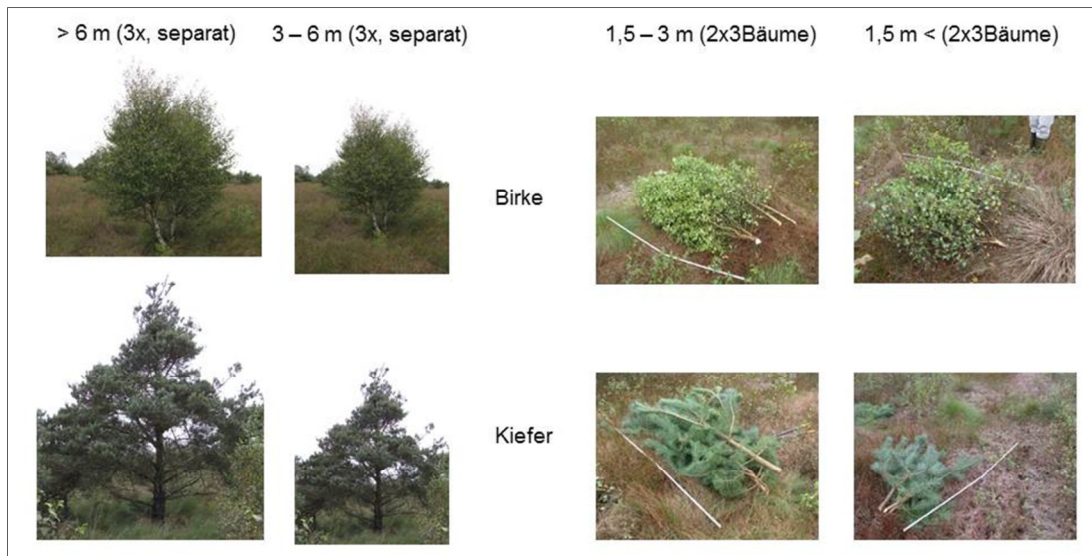 > 6 m (3x, separat) 3 – 6 m (3x, separat) 1,5 – 3 m (2x3Bäume) 1,5 m < (2x3Bäume)
Birke
Kiefer